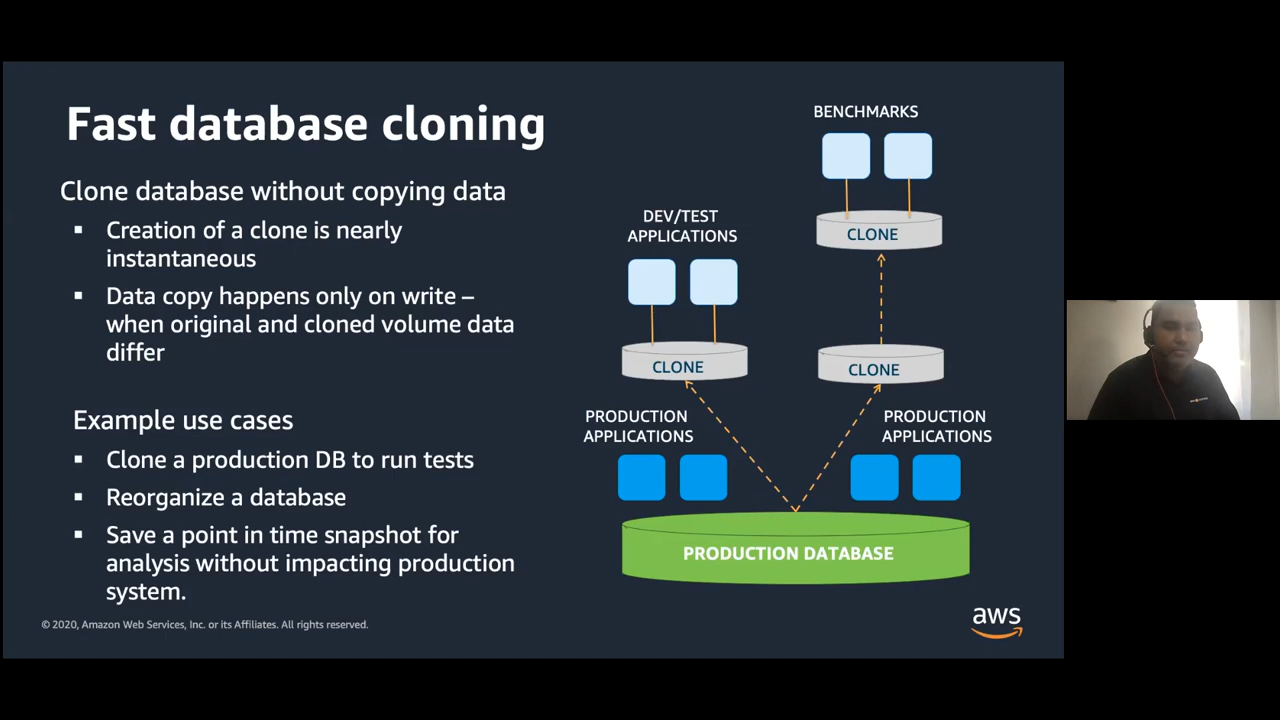 Fast database cloning
Clone database without copying data
▪ Creation of a clone is nearly
instantaneous
▪ Data copy happens only on write –
when original and cloned volume data
differ
Example use cases
▪ Clone a production DB to run tests
▪ Reorganize a database
▪ Save a point in time snapshot for
analysis without impacting production
system.
BENCHMARKS
CLONE
DEV/TEST
APPLICATIONS
CLONE
CLONE
PRODUCTION
APPLICATIONS
PRODUCTION
APPLICATIONS
PRODUCTION DATABASE
© 2020, Amazon Web Services, Inc. or its Affiliates. All rights reserved.
aws